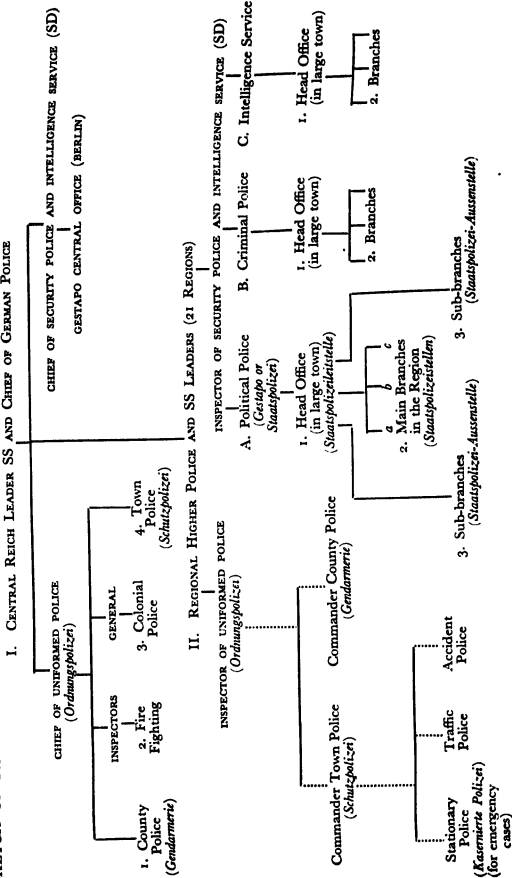 I. CENTRAL REICH LEADER SS AND CHIEF OF GERMAN POLICE
CHIEF OF UNIFORMED POLICE
(Ordnungspolizei)
CHIEF OF SECURITY POLICE AND INTELLIGENCE SERVICE (SD)
GESTAPO CENTRAL OFFICE (BERLIN)
INSPECTORS
GENERAL
1. County
Police
(Gendarmerie)
2. Fire
Fighting
3. Colonial
Police
4. Town
Police
(Schutzpolizei)
II. REGIONAL HIGHER POLICE AND SS LEADERS (21 REGIONS)
INSPECTOR OF UNIFORMED POLICE
(Ordnungspolizei)
INSPECTOR OF SECURITY POLICE AND INTELLIGENCE SERVICE (SD)
Commander Town Police
(Schutzpolizei)
Commander County Police
(Gendarmerie)
Stationary
Police
(Kasernierte Polizei)
(for emergency
cases)
Traffic
Police
Accident
Police
A. Political Police
(Gestapo or
Staatspolizei)
1. Head Office
(in large town)
(Staatspolizeileitstelle)
a
b
c
2. Main Branches
in the Region
(Staatspolizeistellen)
3. Sub-branches
(Staatspolizei-Aussenstelle)
3. Sub-branches
(Staatspolizei-Aussenstelle)
B. Criminal Police
1. Head Office
(in large town)
2. Branches
C. Intelligence Service
1. Head Office
(in large town)
2. Branches